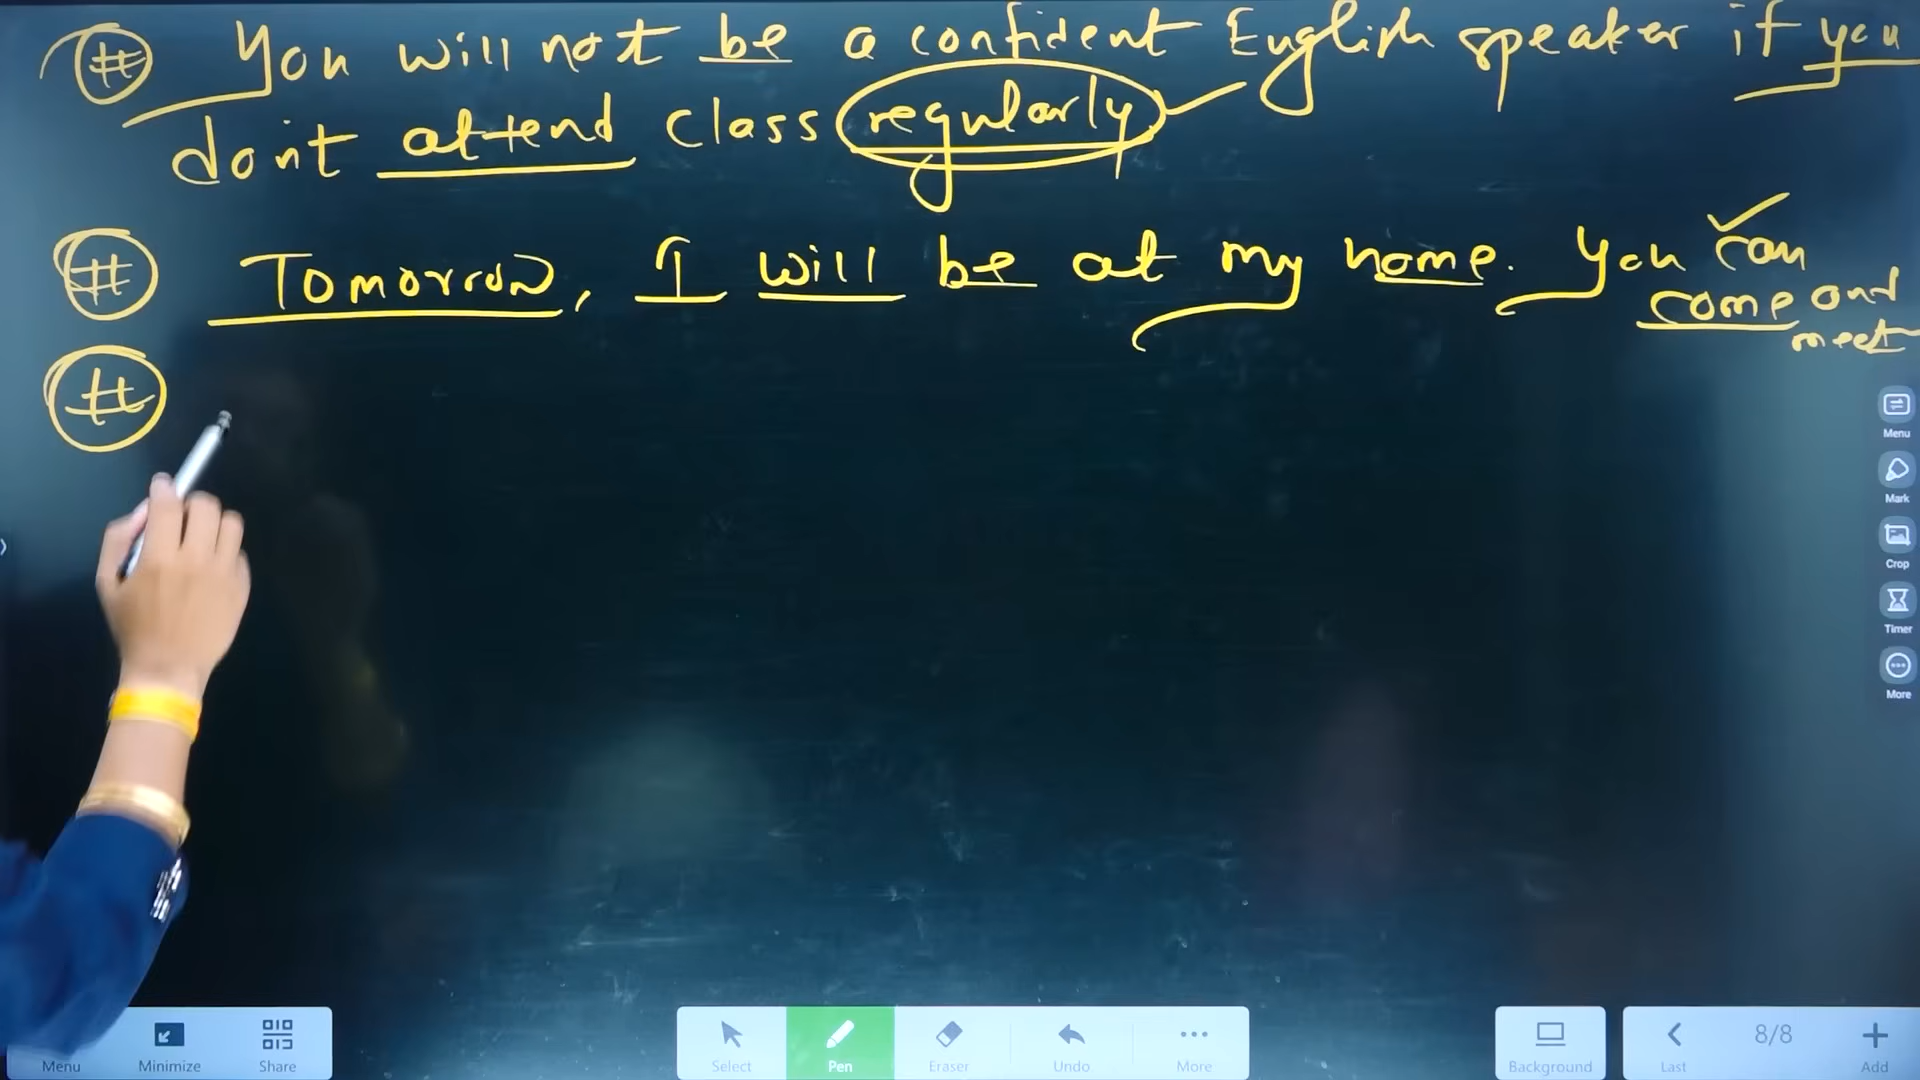 # You will not be a confident English speaker if you
don't attend class regularly
# Tomorrow, I will be at my home. You can
come and
meet
#
Menu
Mark
Crop
Timer
More
Menu Minimize Share Select Pen Eraser Undo More Background Last 8/8 Add